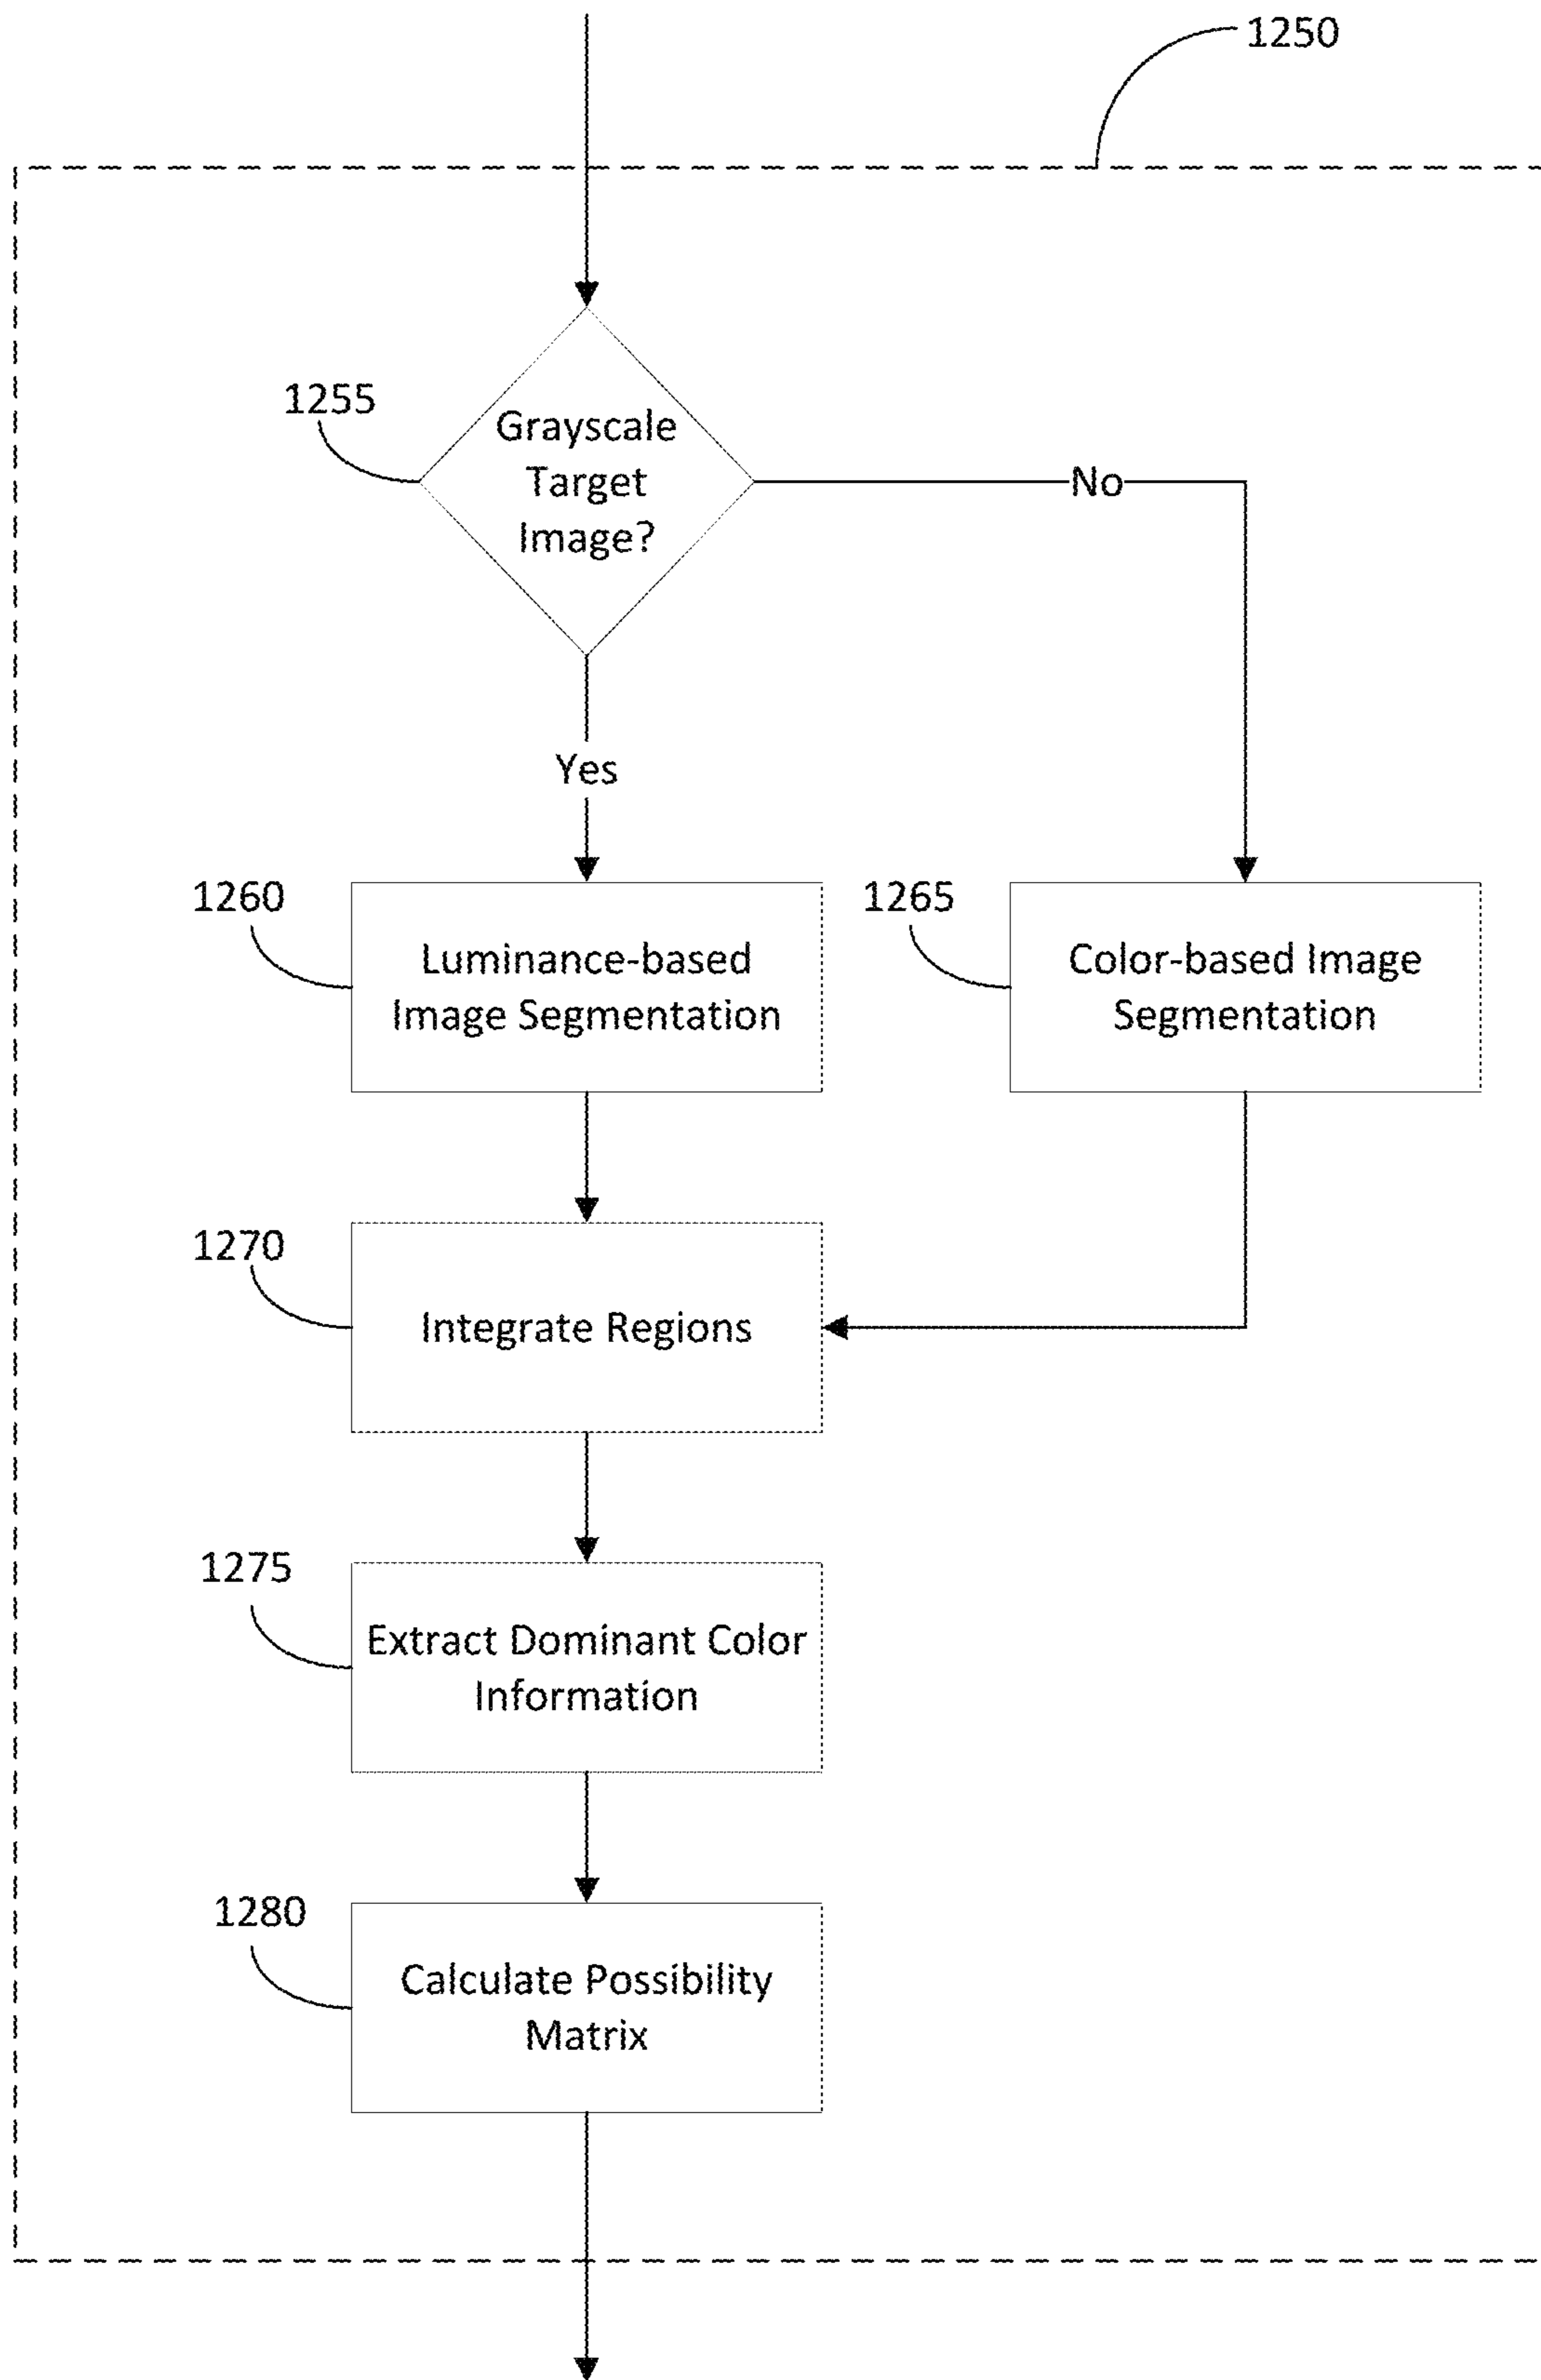 1250
1255
Grayscale
Target
Image?
No
Yes
1260
Luminance-based
Image Segmentation
1265
Color-based Image
Segmentation
1270
Integrate Regions
1275
Extract Dominant Color
Information
1280
Calculate Possibility
Matrix